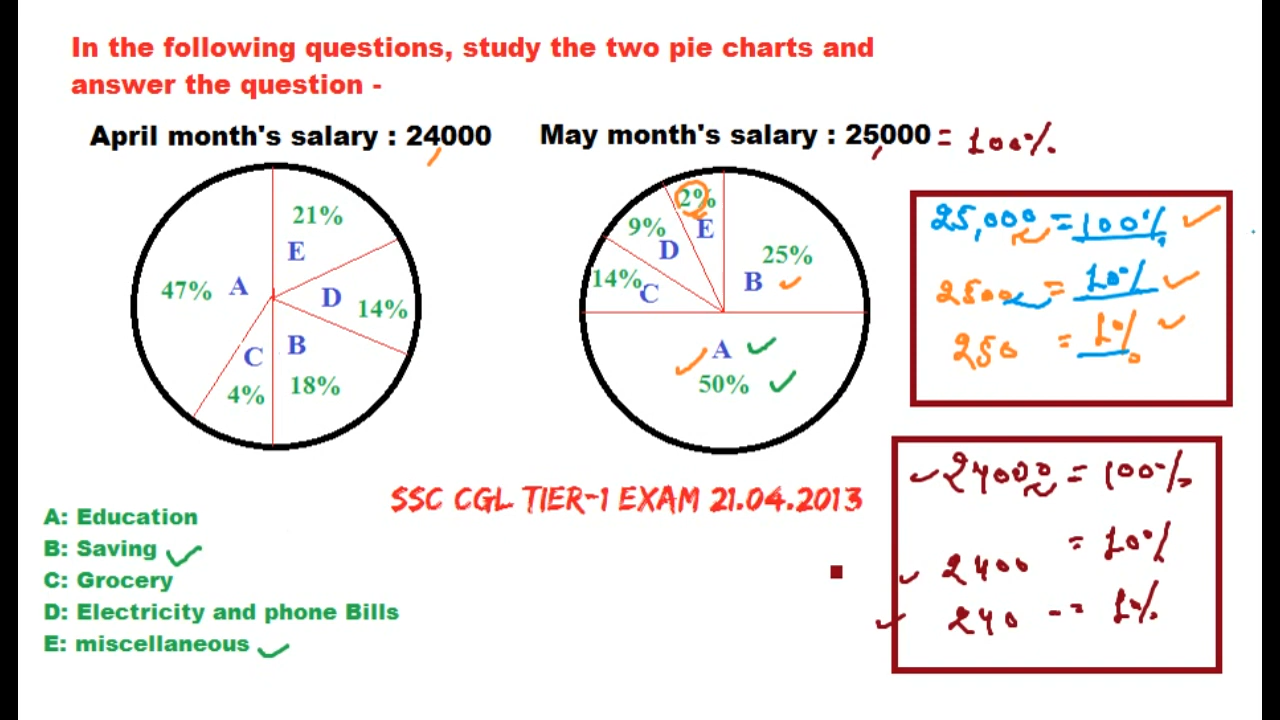 In the following questions, study the two pie charts and
answer the question -
April month's salary : 24000
May month's salary : 25000 = 100%
21%
E
47% A
D
14%
B
C
18%
4%
2%
E
9%
D
25%
B
14%
C
A
50%
25,000 = 100%
2500 = 10%
250 = 1%
24000 = 100%
2400 = 10%
240 -= 1%
SSC CGL TIER-1 EXAM 21.04.2013
A: Education
B: Saving
C: Grocery
D: Electricity and phone Bills
E: miscellaneous